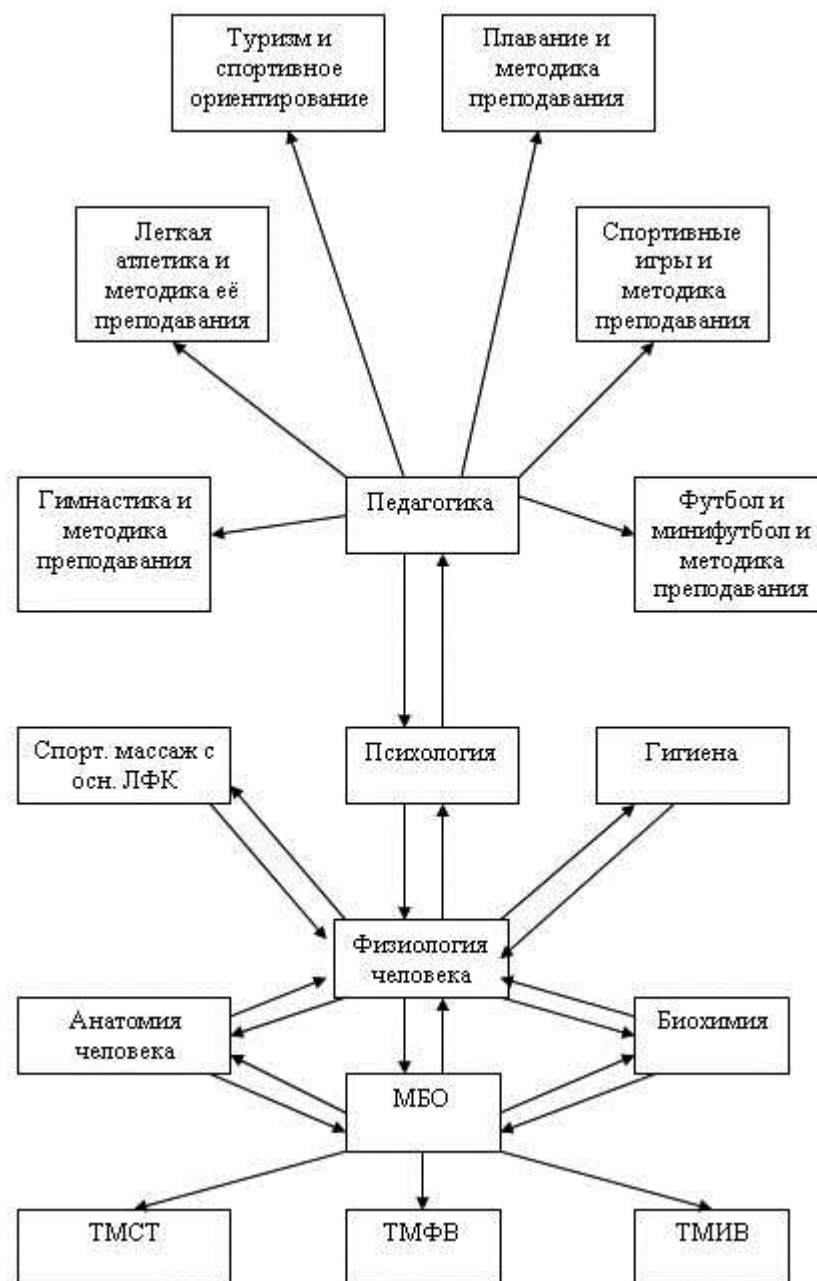 Туризм и
спортивное
ориентирование
Плавание и
методика
преподавания
Легкая
атлетика и
методика её
преподавания
Спортивные
игры и
методика
преподавания
Гимнастика и
методика
преподавания
Педагогика
Футбол и
минифутбол и
методика
преподавания
Спорт. массаж с
осн. ЛФК
Психология
Гигиена
Физиология
человека
Анатомия
человека
Биохимия
МБО
ТМСТ
ТМФВ
ТМИВ